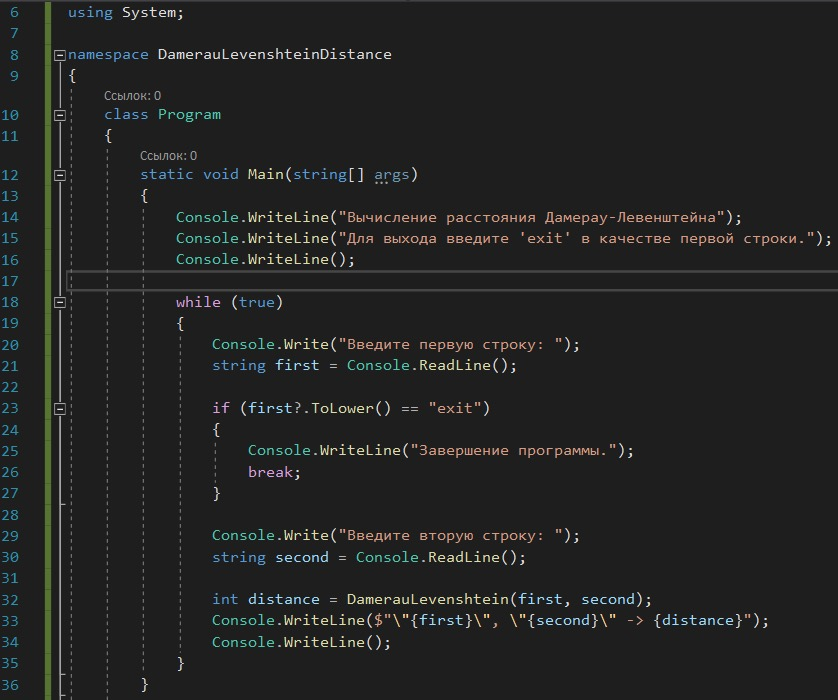 6 using System;
7
8 namespace DamerauLevenshteinDistance
9 {
Ссылок: 0
10 class Program
11 {
Ссылок: 0
12 static void Main(string[] args)
13 {
14 Console.WriteLine("Вычисление расстояния Дамерау-Левенштейна");
15 Console.WriteLine("Для выхода введите 'exit' в качестве первой строки.");
16 Console.WriteLine();
17
18 while (true)
19 {
20 Console.Write("Введите первую строку: ");
21 string first = Console.ReadLine();
22
23 if (first?.ToLower() == "exit")
24 {
25 Console.WriteLine("Завершение программы.");
26 break;
27 }
28
29 Console.Write("Введите вторую строку: ");
30 string second = Console.ReadLine();
31
32 int distance = DamerauLevenshtein(first, second);
33 Console.WriteLine($"\"{first}\", \"{second}\" -> {distance}");
34 Console.WriteLine();
35 }
36 }